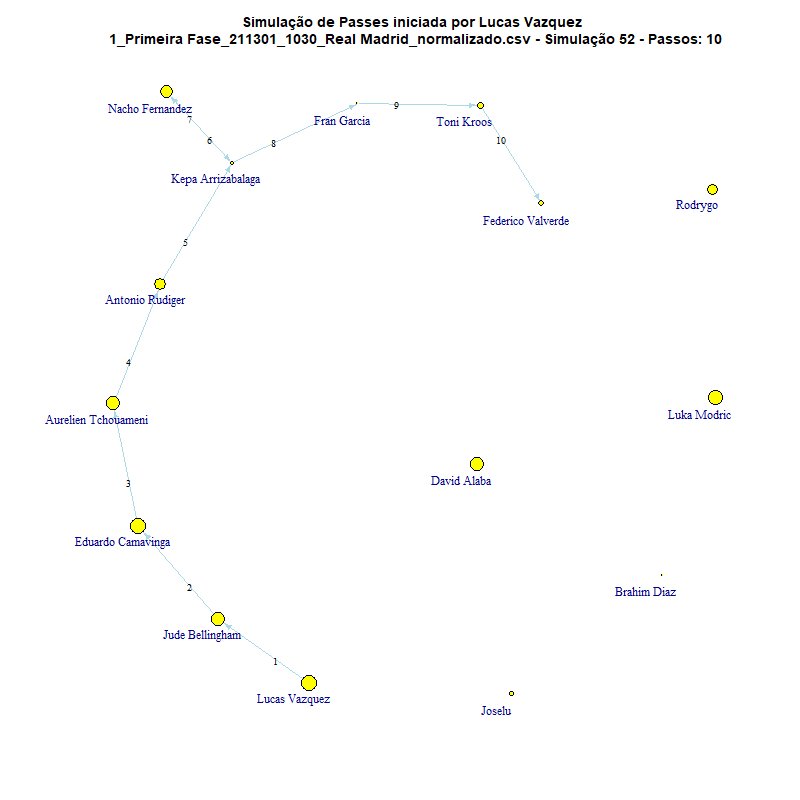 Simulação de Passes iniciada por Lucas Vazquez
1_Primeira Fase_211301_1030_Real Madrid_normalizado.csv - Simulação 52 - Passos: 10
Nacho Fernandez
7
6
8
Fran Garcia
9
Toni Kroos
10
Kepa Arrizabalaga
Federico Valverde
Rodrygo
5
Antonio Rudiger
4
Aurelien Tchouameni
Luka Modric
David Alaba
3
Eduardo Camavinga
2
Brahim Diaz
Jude Bellingham
1
Lucas Vazquez
Joselu